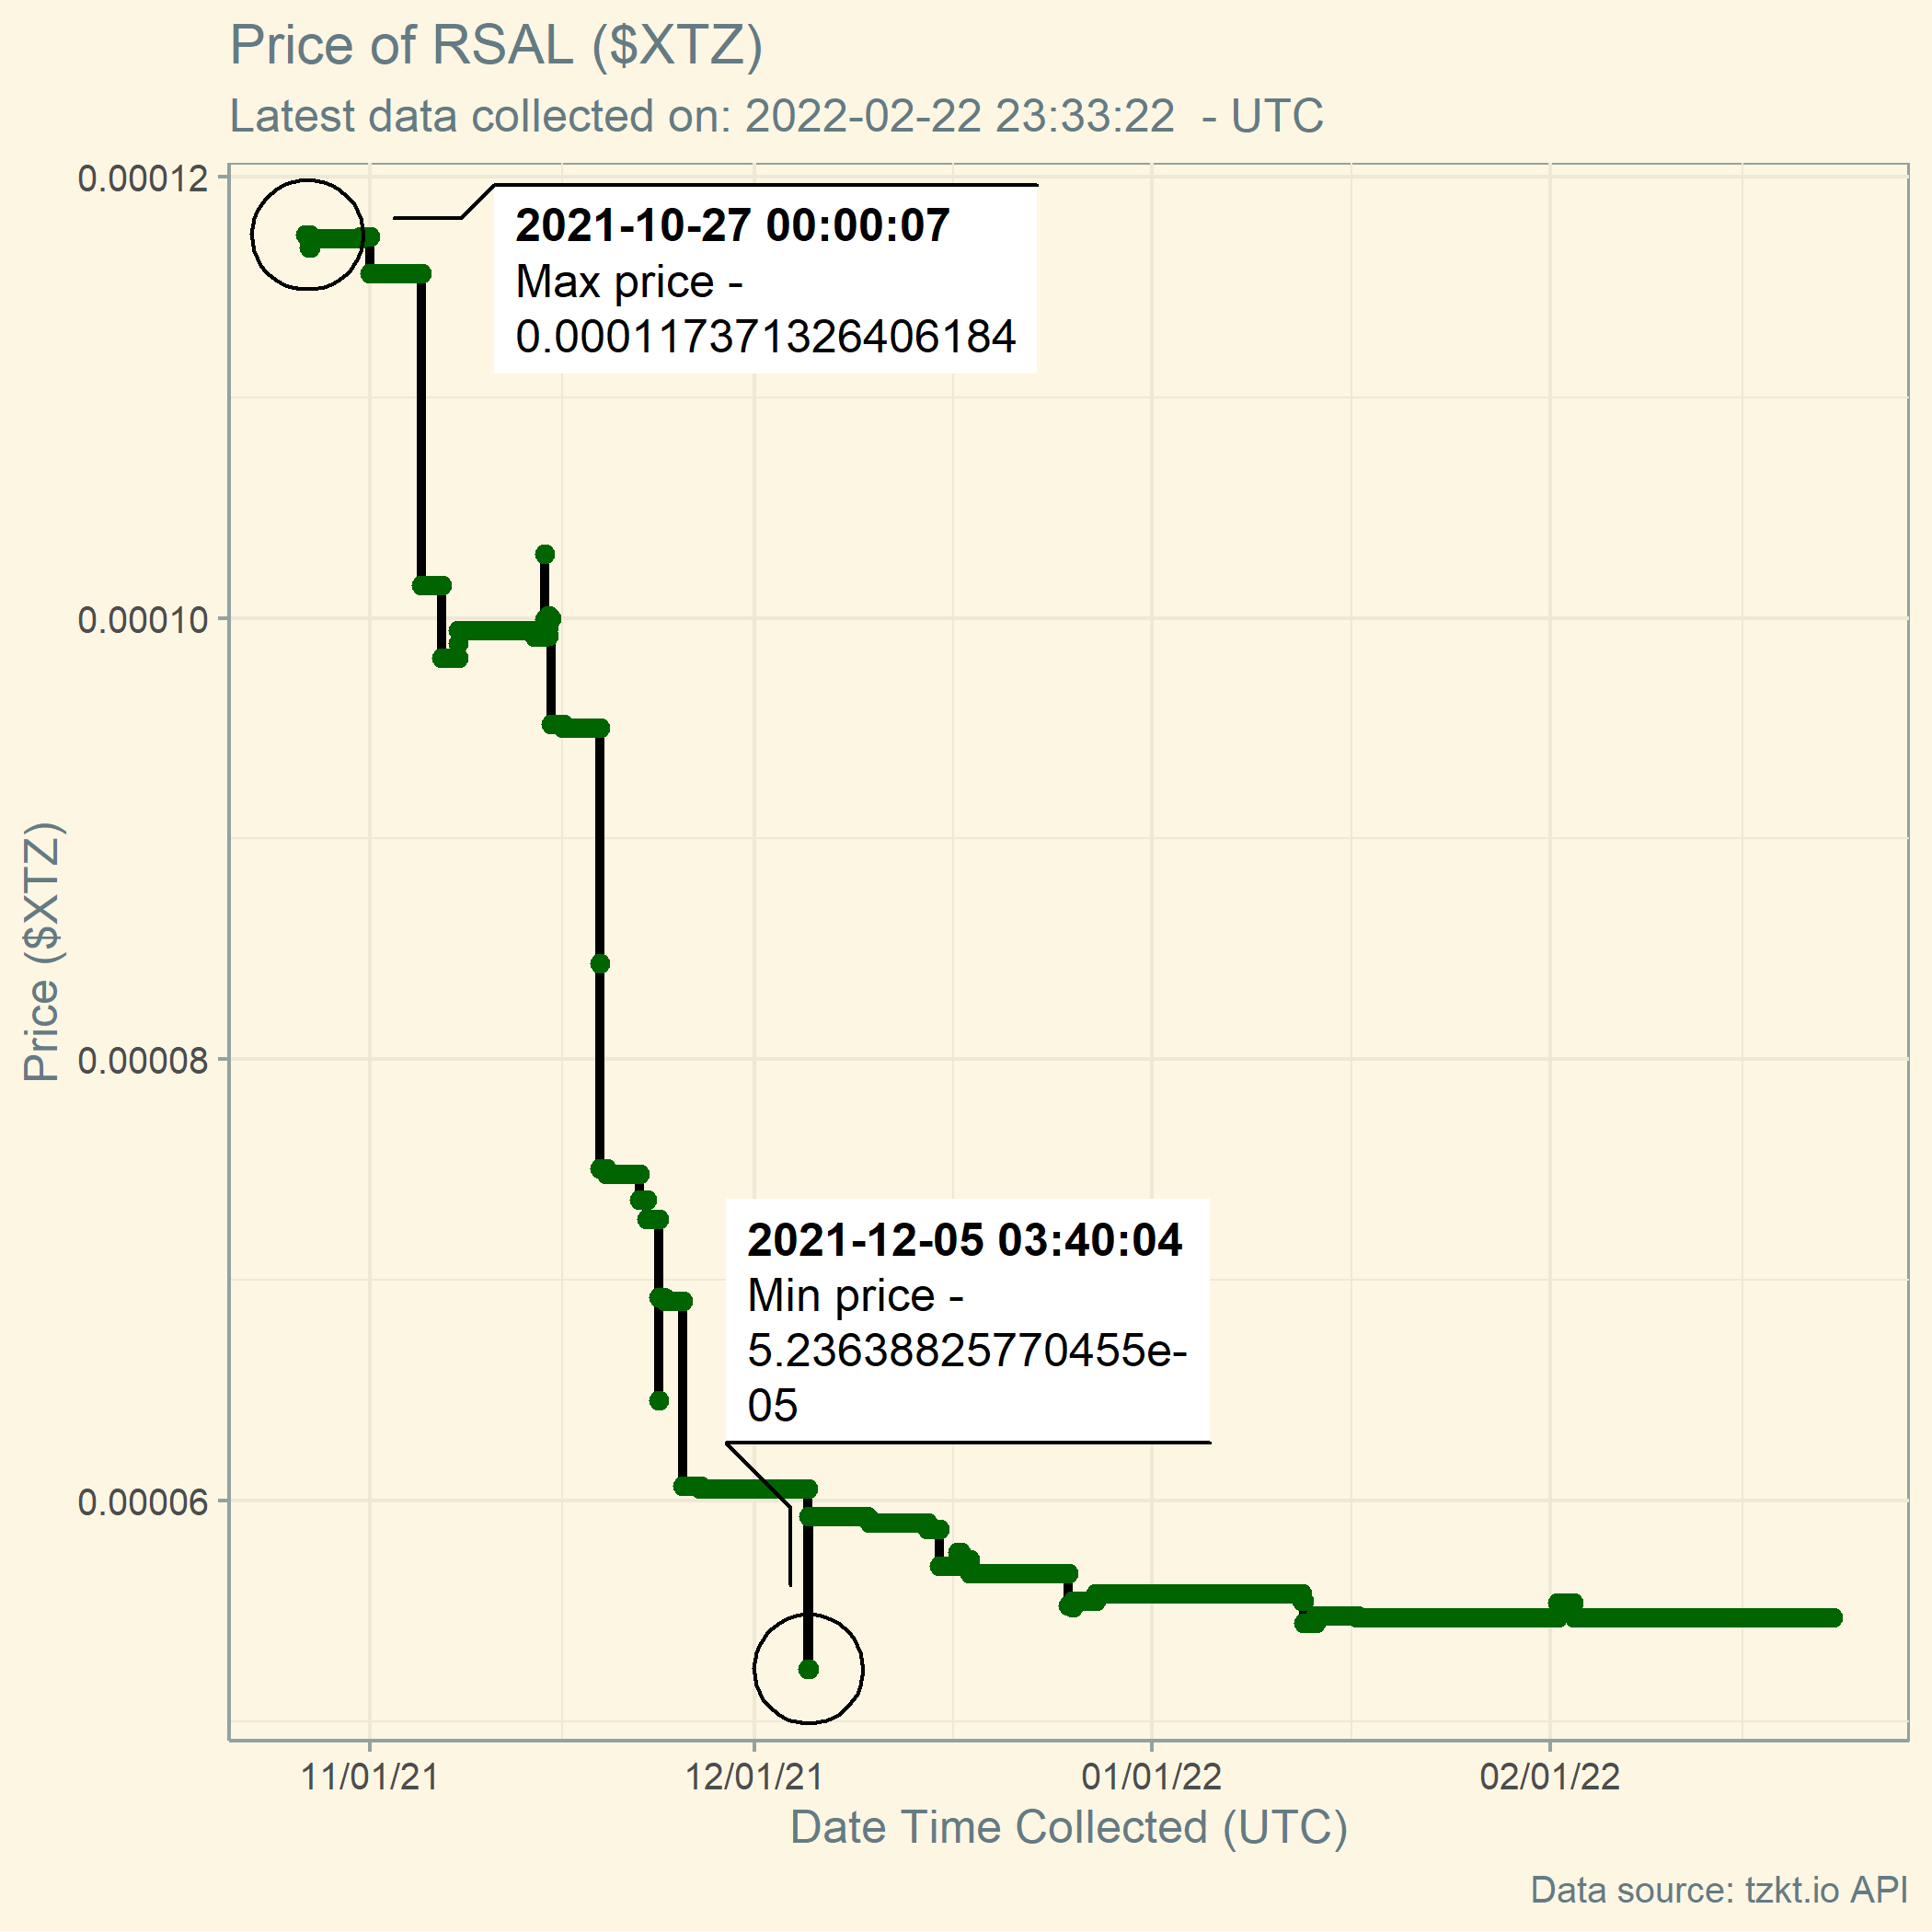 Price of RSAL ($XTZ)
Latest data collected on: 2022-02-22 23:33:22  - UTC
0.00012
2021-10-27 00:00:07
Max price -
0.000117371326406184
0.00010
Price ($XTZ)
0.00008
2021-12-05 03:40:04
Min price -
5.23638825770455e-
05
0.00006
11/01/21
12/01/21
01/01/22
02/01/22
Date Time Collected (UTC)
Data source: tzkt.io API